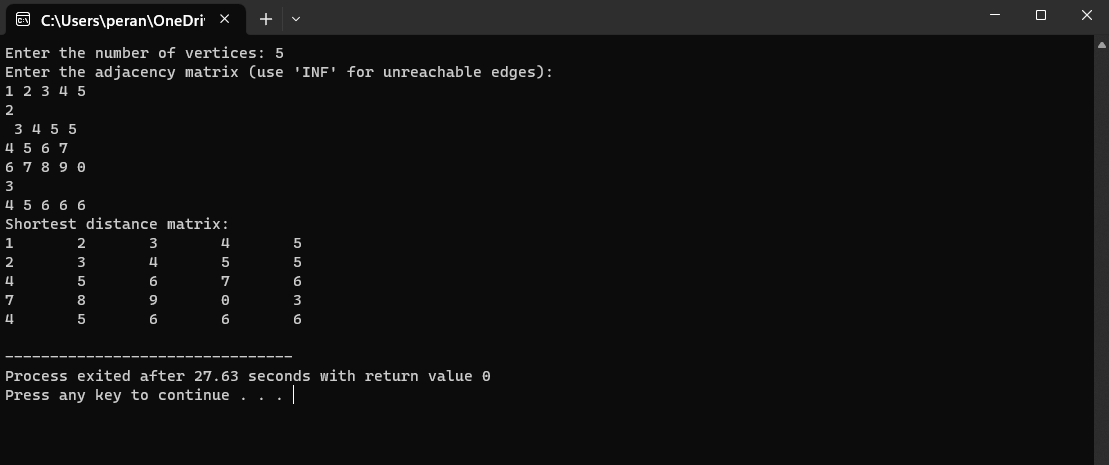 C:\Users\peran\OneDri
Enter the number of vertices: 5
Enter the adjacency matrix (use 'INF' for unreachable edges):
1 2 3 4 5
2
 3 4 5 5
4 5 6 7
6 7 8 9 0
3
4 5 6 6 6
Shortest distance matrix:
1       2       3       4       5
2       3       4       5       5
4       5       6       7       6
7       8       9       0       3
4       5       6       6       6
--------------------------------
Process exited after 27.63 seconds with return value 0
Press any key to continue . . .